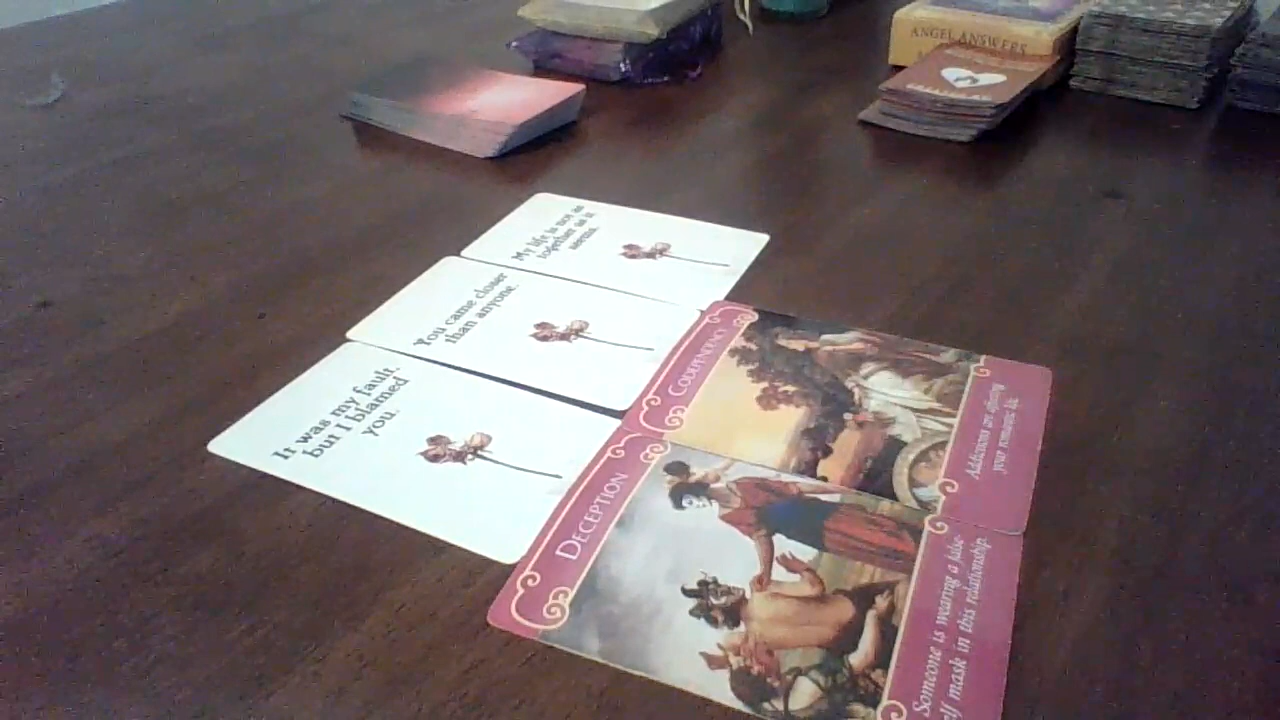 ANGEL ANSWERS
My life is not as
together as it
seems.
You came closer
than anyone.
It was my fault.
but I blamed
you.
CODEPENDENCY
Addictions are affecting
your romantic life
DECEPTION
Someone is wearing a false
elf mask in this relationship.